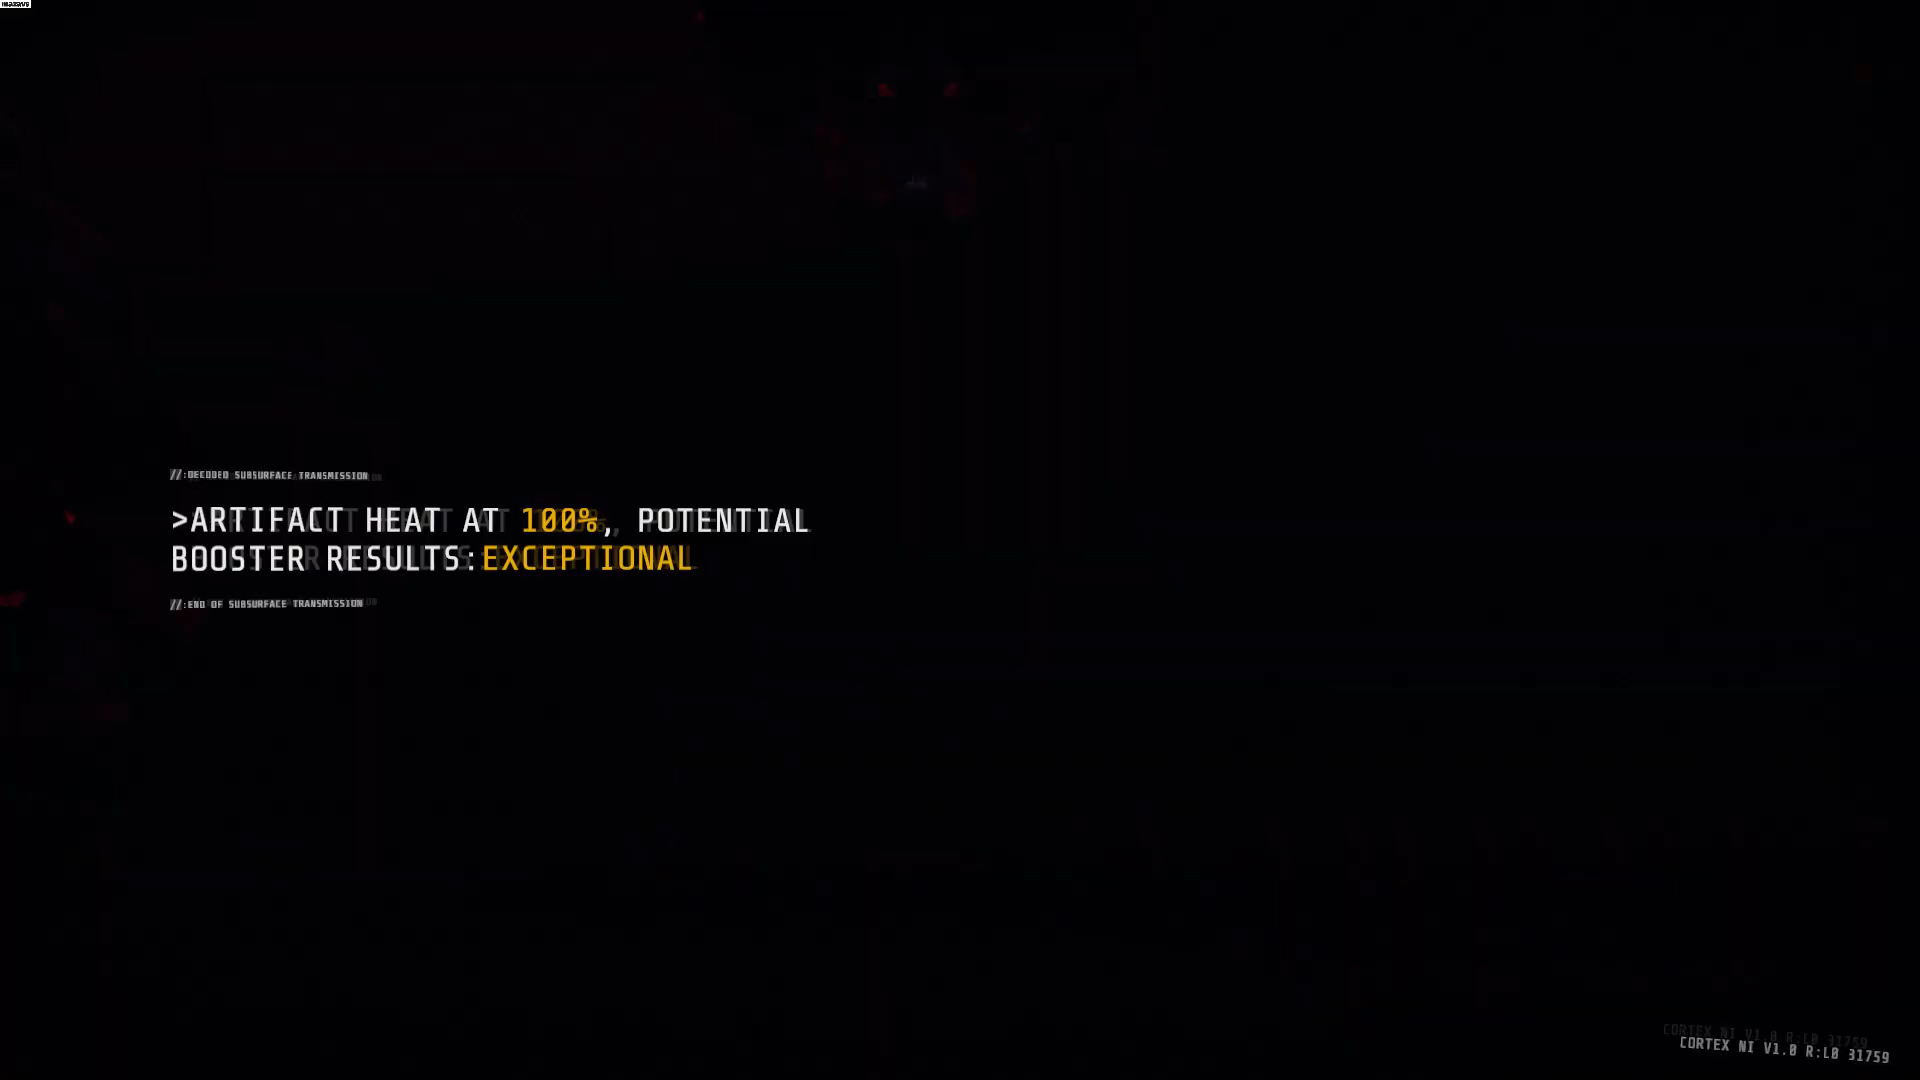 //:DECODED SUBSURFACE TRANSMISSION
>ARTIFACT HEAT AT 100%, POTENTIAL
BOOSTER RESULTS:EXCEPTIONAL
//:END OF SUBSURFACE TRANSMISSION
CORTEX NI V1.0 R:L0 31759